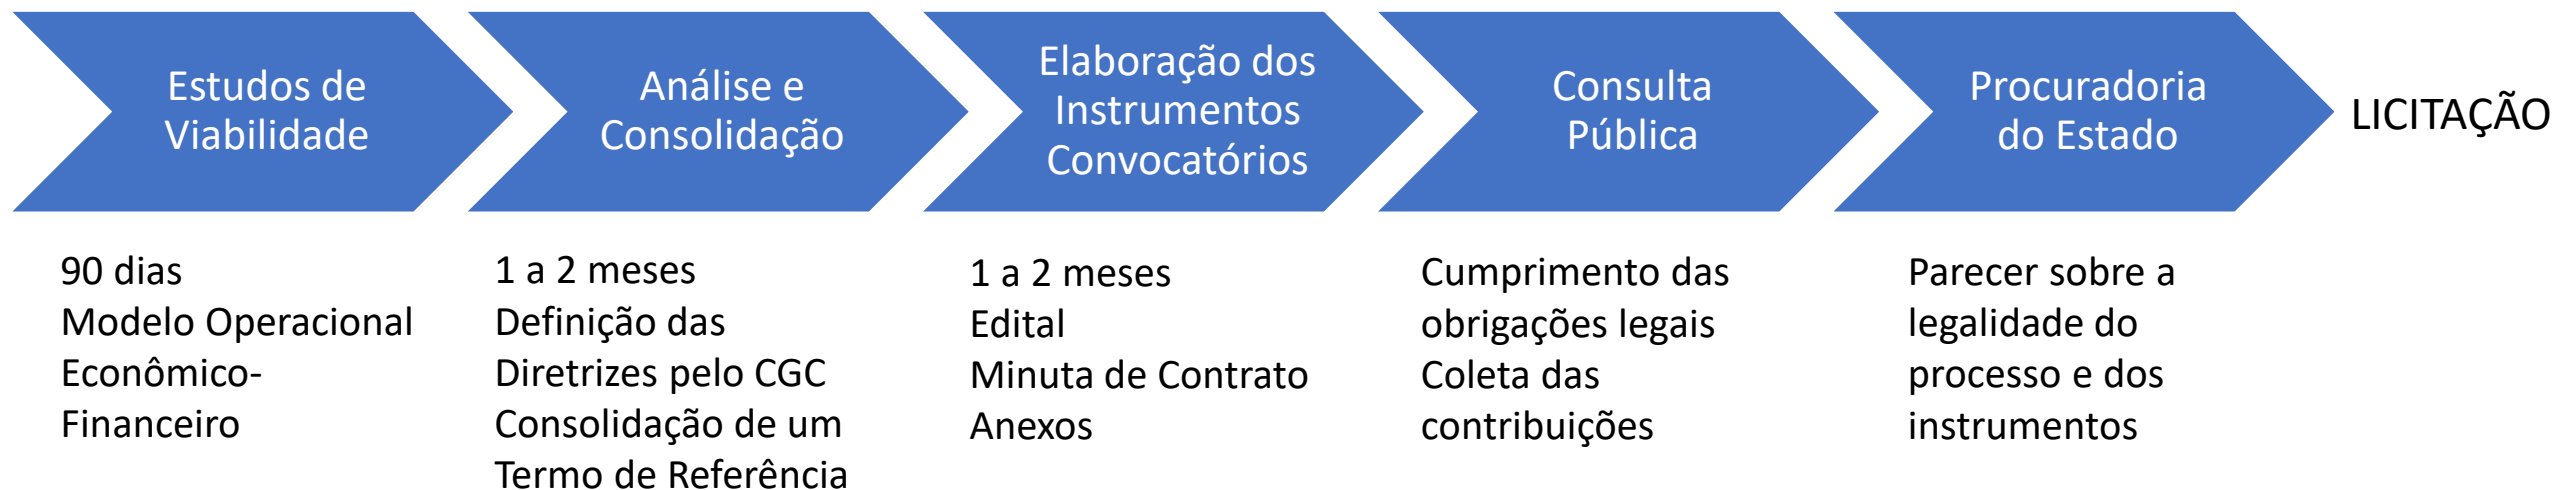 Estudos de
Viabilidade
Análise e
Consolidação
Elaboração dos
Instrumentos
Convocatórios
Consulta
Pública
Procuradoria
do Estado
LICITAÇÃO
90 dias
Modelo Operacional
Econômico-
Financeiro
1 a 2 meses
Definição das
Diretrizes pelo CGC
Consolidação de um
Termo de Referência
1 a 2 meses
Edital
Minuta de Contrato
Anexos
Cumprimento das
obrigações legais
Coleta das
contribuições
Parecer sobre a
legalidade do
processo e dos
instrumentos